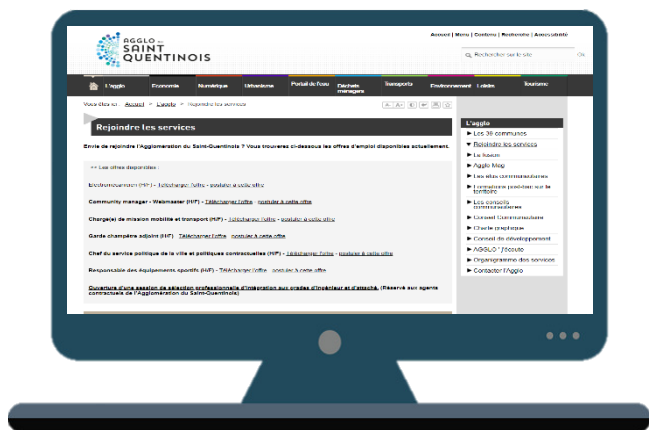 Accueil | Menu | Contenu | Recherche | Accessibilité
AGGLO
SAINT
QUENTINOIS
Rechercher sur le site
Ok
L'agglo Economie Numérique Urbanisme Portail de l'eau Déchets ménagers Transports Environnement Loisirs Tourisme
Vous êtes ici : Accueil > L'agglo > Rejoindre les services
A+ A-
Rejoindre les services
Envie de rejoindre l'Agglomération du Saint-Quentinois ? Vous trouverez ci-dessous les offres d'emploi disponibles actuellement.
Les offres disponibles :
Electromécanicien (H/F) - Télécharger l'offre - postuler à cette offre
Community manager - Webmaster (H/F) - Télécharger l'offre - postuler à cette offre
Chargé(e) de mission mobilité et transport (H/F) - Télécharger l'offre - postuler à cette offre
Garde champêtre adjoint (H/F) Télécharger l'offre postuler à cette offre
Chef du service politique de la ville et politiques contractuelles (H/F) - Télécharger l'offre - postuler à cette offre
Responsable des équipements sportifs (H/F) - Télécharger l'offre postuler à cette offre
Ouverture d'une session de sélection professionnelle d'intégration aux grades d'ingénieur et d'attaché. (Réservé aux agents
contractuels de l'Agglomération du Saint-Quentinois)
L'agglo
Les 39 communes
Rejoindre les services
La fusion
Agglo Mag
Les élus communautaires
Formations post-bac sur le
territoire
Les conseils
communautaires
Conseil Communautaire
Charte graphique
Conseil de développement
AGGLO l'écoute
Organigramme des services
Contacter l'Agglo